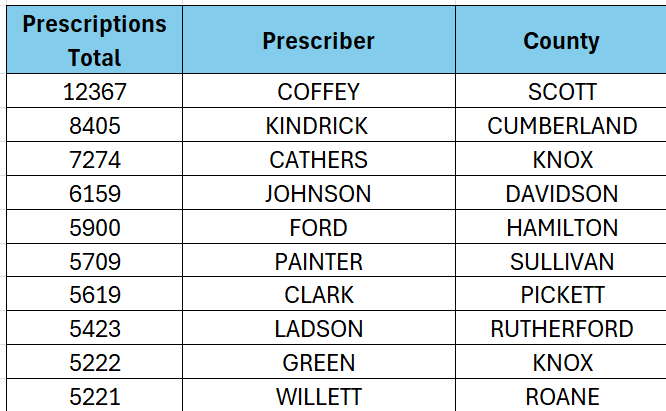 Prescriptions Total Prescriber County
12367 COFFEY SCOTT
8405 KINDRICK CUMBERLAND
7274 CATHERS KNOX
6159 JOHNSON DAVIDSON
5900 FORD HAMILTON
5709 PAINTER SULLIVAN
5619 CLARK PICKETT
5423 LADSON RUTHERFORD
5222 GREEN KNOX
5221 WILLETT ROANE